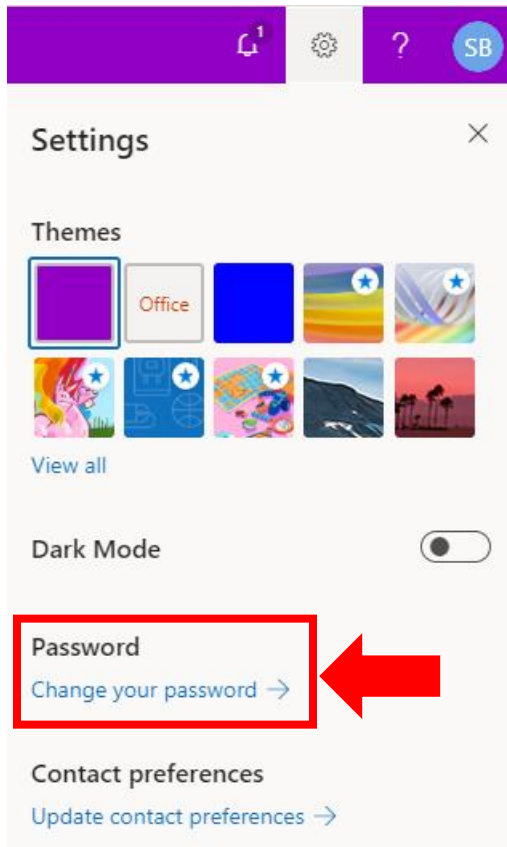 1
?
SB
Settings
Themes
Office
View all
Dark Mode
Password
Change your password →
Contact preferences
Update contact preferences →